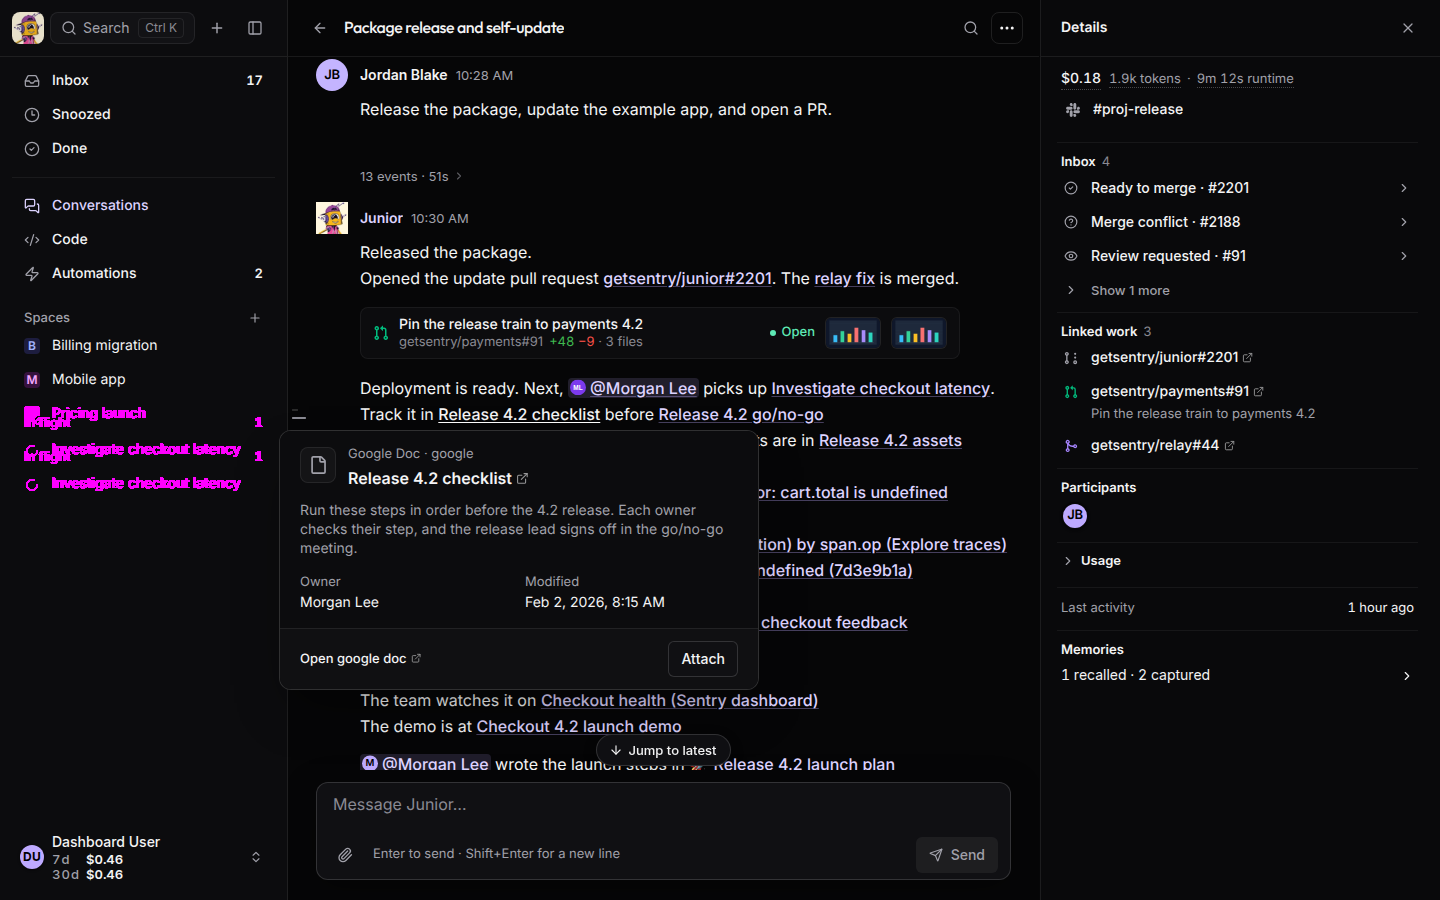 Search Ctrl K
Inbox 17
Snoozed
Done
Conversations
Code
Automations 2
Spaces
B Billing migration
M Mobile app
Pricing launch
In flight 1
Investigate checkout latency
In flight 1
Investigate checkout latency
DU Dashboard User
7d $0.46
30d $0.46
Package release and self-update
JB Jordan Blake 10:28 AM
Release the package, update the example app, and open a PR.
13 events · 51s
Junior 10:30 AM
Released the package.
Opened the update pull request getsentry/junior#2201. The relay fix is merged.
Pin the release train to payments 4.2
getsentry/payments#91 +48 −9 · 3 files
Open
Deployment is ready. Next, ML @Morgan Lee picks up Investigate checkout latency.
Track it in Release 4.2 checklist before Release 4.2 go/no-go
s are in Release 4.2 assets
or: cart.total is undefined
tion) by span.op (Explore traces)
ndefined (7d3e9b1a)
checkout feedback
Google Doc · google
Release 4.2 checklist
Run these steps in order before the 4.2 release. Each owner
checks their step, and the release lead signs off in the go/no-go
meeting.
Owner Modified
Morgan Lee Feb 2, 2026, 8:15 AM
Open google doc Attach
The team watches it on Checkout health (Sentry dashboard)
The demo is at Checkout 4.2 launch demo
Jump to latest
M @Morgan Lee wrote the launch steps in Release 4.2 launch plan
Message Junior...
Enter to send · Shift+Enter for a new line
Send
Details
$0.18 1.9k tokens · 9m 12s runtime
#proj-release
Inbox 4
Ready to merge · #2201
Merge conflict · #2188
Review requested · #91
Show 1 more
Linked work 3
getsentry/junior#2201
getsentry/payments#91
Pin the release train to payments 4.2
getsentry/relay#44
Participants
JB
Usage
Last activity 1 hour ago
Memories
1 recalled · 2 captured